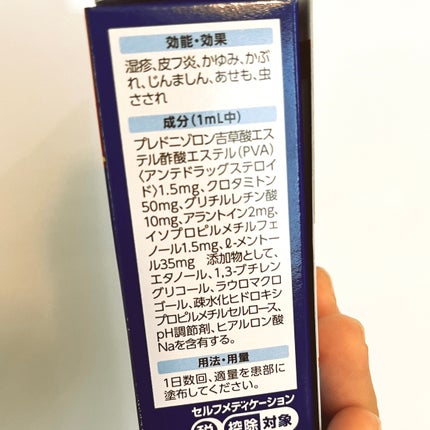 効能・効果
湿疹、皮フ炎、かゆみ、かぶ
れ、じんましん、あせも、虫
さされ
成分(1mL中)
プレドニゾロン吉草酸エス
テル酢酸エステル(PVA)
(アンテドラッグステロイ
ド)1.5mg、クロタミトン
50mg、グリチルレチン酸
10mg、アラントイン2mg、
イソプロピルメチルフェ
ノール1.5mg、ℓ-メントー
ル35mg 添加物として、
エタノール、1,3-ブチレン
グリコール、ラウロマクロ
ゴール、疎水化ヒドロキシ
プロピルメチルセルロース、
pH調節剤、ヒアルロン酸
Naを含有する。
用法・用量
1日数回、適量を患部に
塗布してください。
セルフメディケーション
税 控除 対象